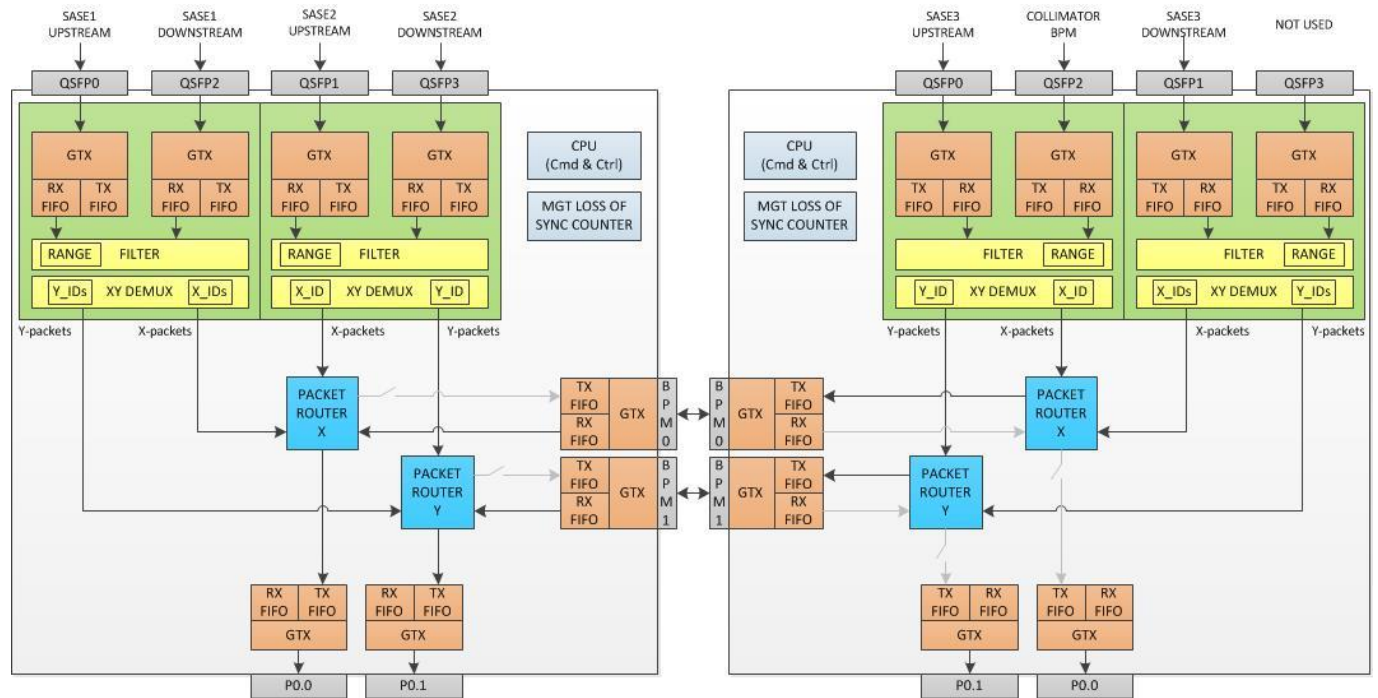 SASE1
UPSTREAM
SASE1
DOWNSTREAM
SASE2
UPSTREAM
SASE2
DOWNSTREAM
QSFP0
QSFP2
QSFP1
QSFP3
GTX
GTX
GTX
GTX
RX
FIFO
TX
FIFO
RX
FIFO
TX
FIFO
RX
FIFO
TX
FIFO
RX
FIFO
TX
FIFO
RANGE
FILTER
RANGE
FILTER
Y_IDs
XY DEMUX
X_IDs
X_ID
XY DEMUX
Y_ID
Y-packets
X-packets
X-packets
Y-packets
CPU
(Cmd & Ctrl)
MGT LOSS OF
SYNC COUNTER
PACKET
ROUTER
X
PACKET
ROUTER
Y
TX
FIFO
RX
FIFO
GTX
B
P
M
0
TX
FIFO
RX
FIFO
GTX
B
P
M
1
RX
FIFO
TX
FIFO
GTX
RX
FIFO
TX
FIFO
GTX
P0.0
P0.1
SASE3
UPSTREAM
COLLIMATOR
BPM
SASE3
DOWNSTREAM
NOT USED
QSFP0
QSFP2
QSFP1
QSFP3
CPU
(Cmd & Ctrl)
MGT LOSS OF
SYNC COUNTER
GTX
GTX
GTX
GTX
TX
FIFO
RX
FIFO
TX
FIFO
RX
FIFO
TX
FIFO
RX
FIFO
TX
FIFO
RX
FIFO
FILTER
RANGE
FILTER
RANGE
Y_ID
XY DEMUX
X_ID
X_IDs
XY DEMUX
Y_IDs
Y-packets
X-packets
X-packets
Y-packets
B
P
M
0
GTX
TX
FIFO
RX
FIFO
B
P
M
1
GTX
TX
FIFO
RX
FIFO
PACKET
ROUTER
X
PACKET
ROUTER
Y
TX
FIFO
RX
FIFO
GTX
TX
FIFO
RX
FIFO
GTX
P0.1
P0.0